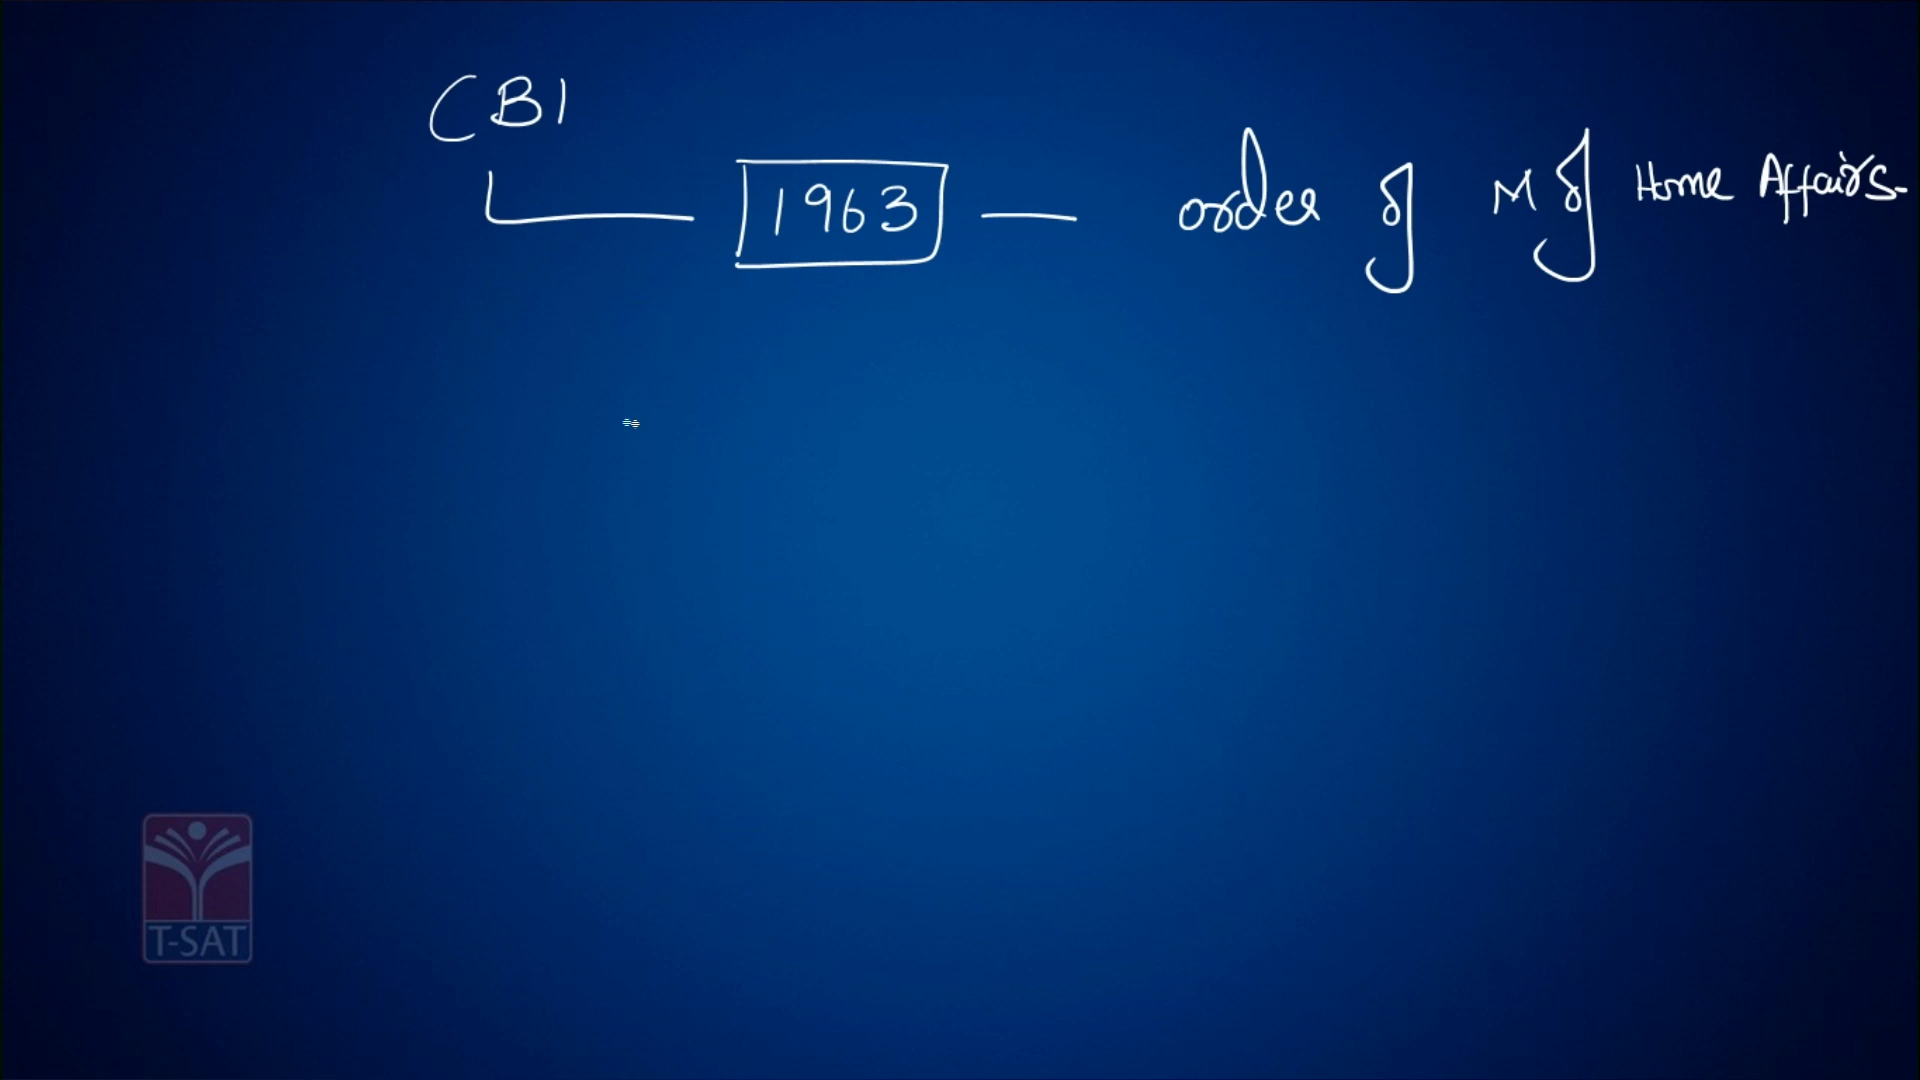 CBI
1963 — order of M of Home Affairs.
T-SAT